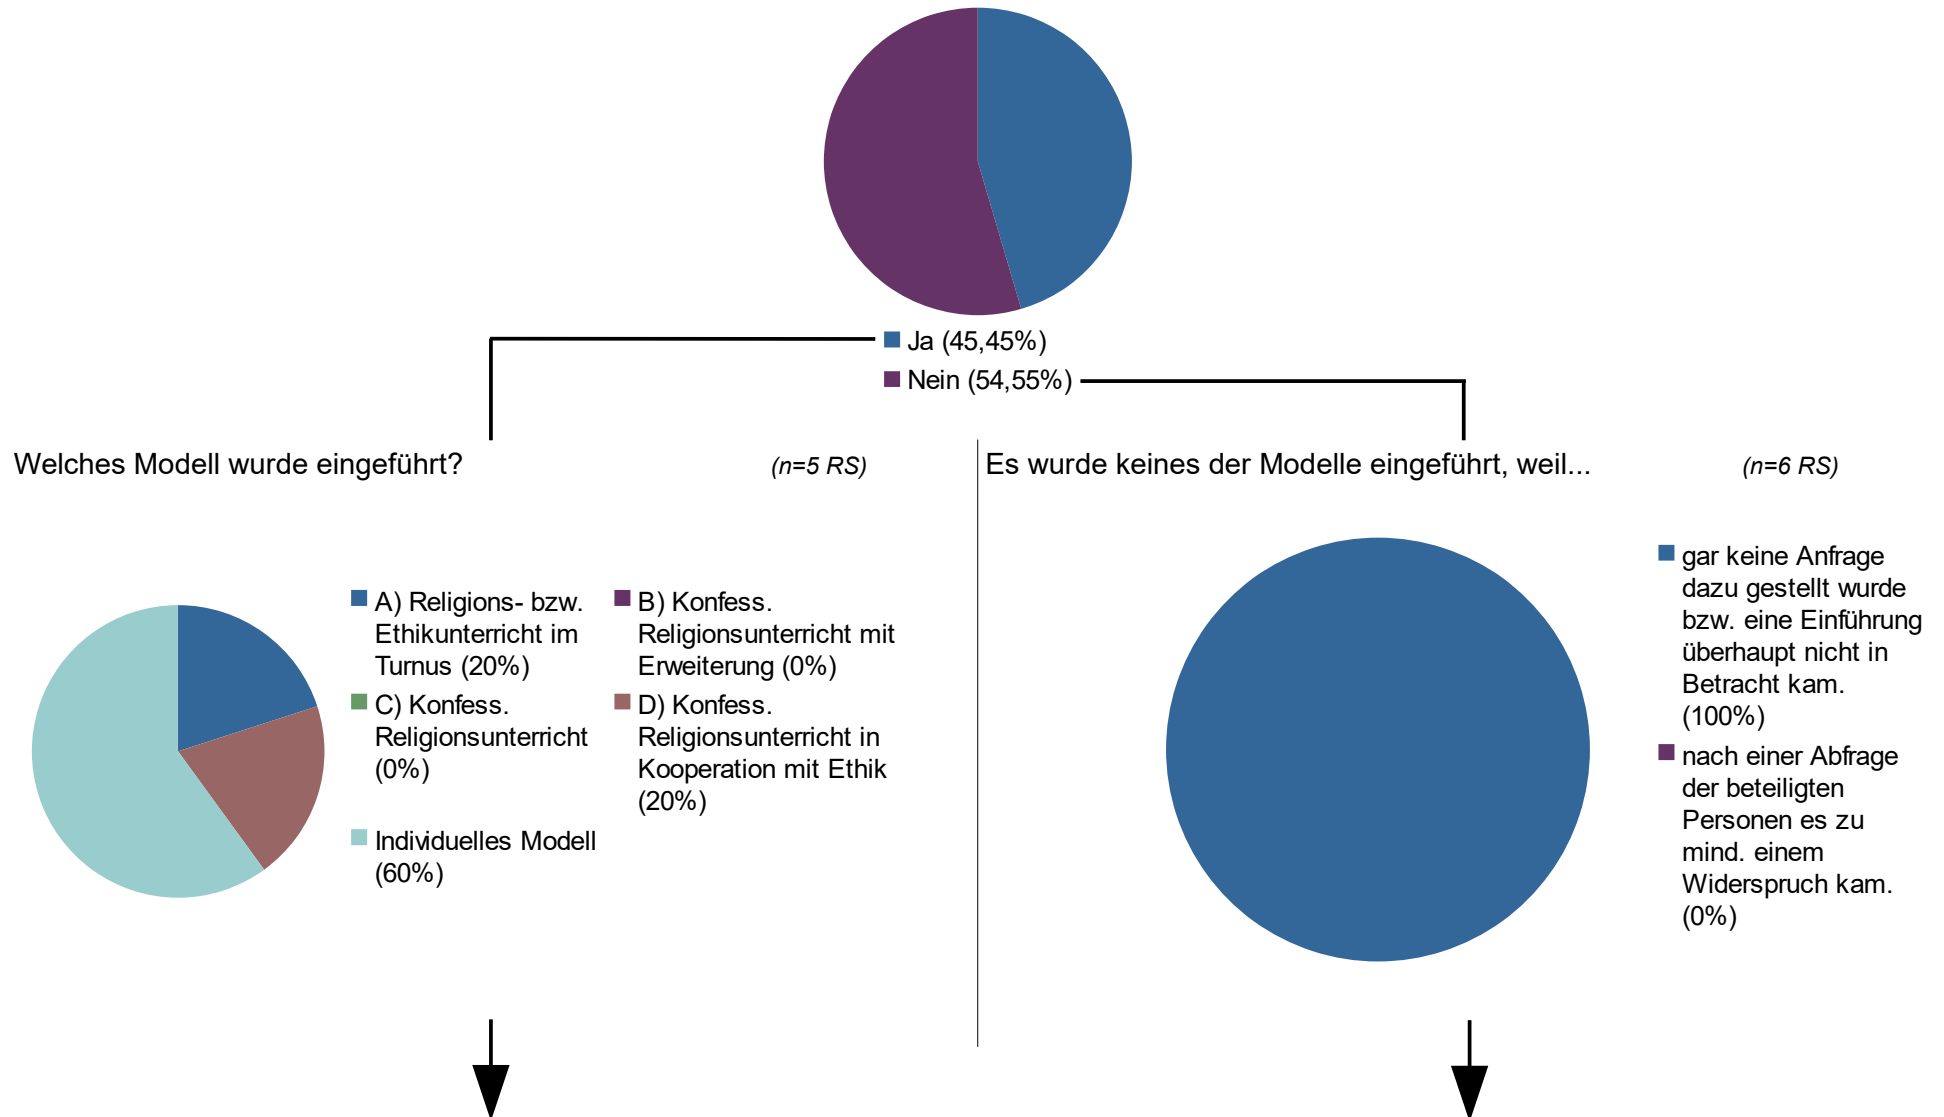 Ja (45,45%)
Nein (54,55%)
Welches Modell wurde eingeführt?
(n=5 RS)
A) Religions- bzw.
Ethikunterricht im
Turnus (20%)
B) Konfess.
Religionsunterricht mit
Erweiterung (0%)
C) Konfess.
Religionsunterricht
(0%)
D) Konfess.
Religionsunterricht in
Kooperation mit Ethik
(20%)
Individuelles Modell
(60%)
Es wurde keines der Modelle eingeführt, weil...
(n=6 RS)
gar keine Anfrage
dazu gestellt wurde
bzw. eine Einführung
überhaupt nicht in
Betracht kam.
(100%)
nach einer Abfrage
der beteiligten
Personen es zu
mind. einem
Widerspruch kam.
(0%)